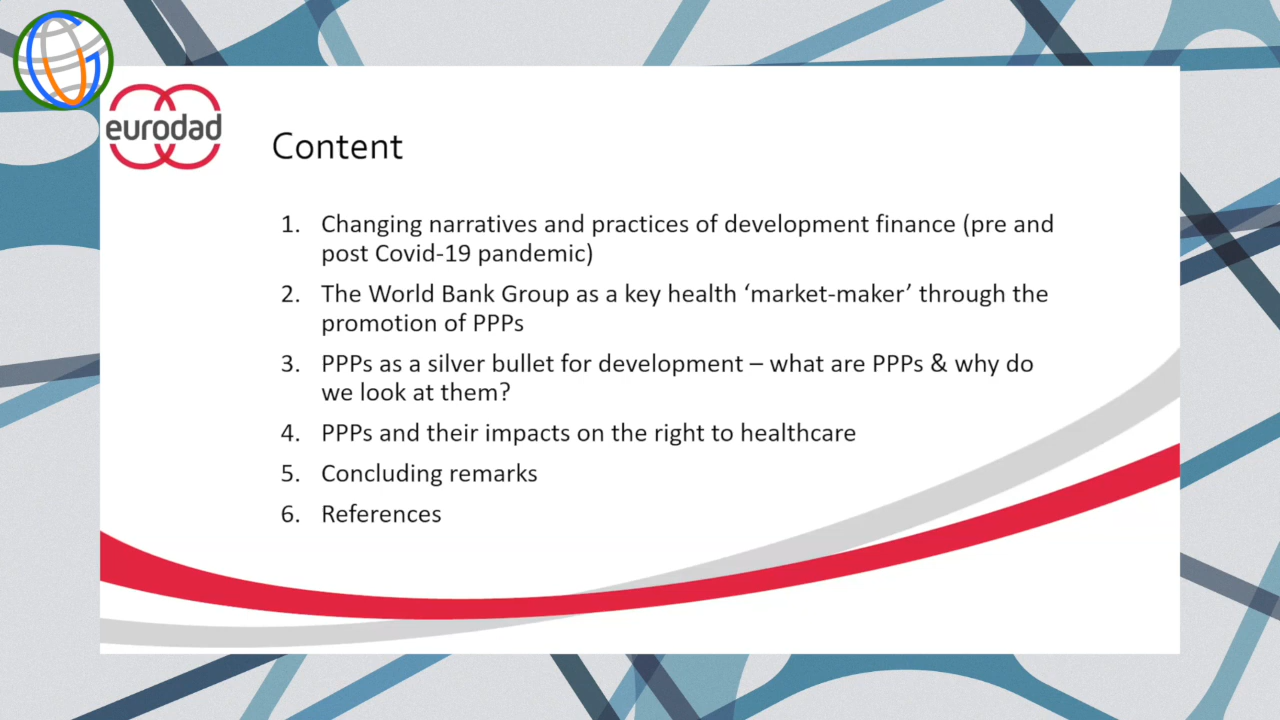 eurodad
Content
1. Changing narratives and practices of development finance (pre and
post Covid-19 pandemic)
2. The World Bank Group as a key health ‘market-maker’ through the
promotion of PPPs
3. PPPs as a silver bullet for development – what are PPPs & why do
we look at them?
4. PPPs and their impacts on the right to healthcare
5. Concluding remarks
6. References